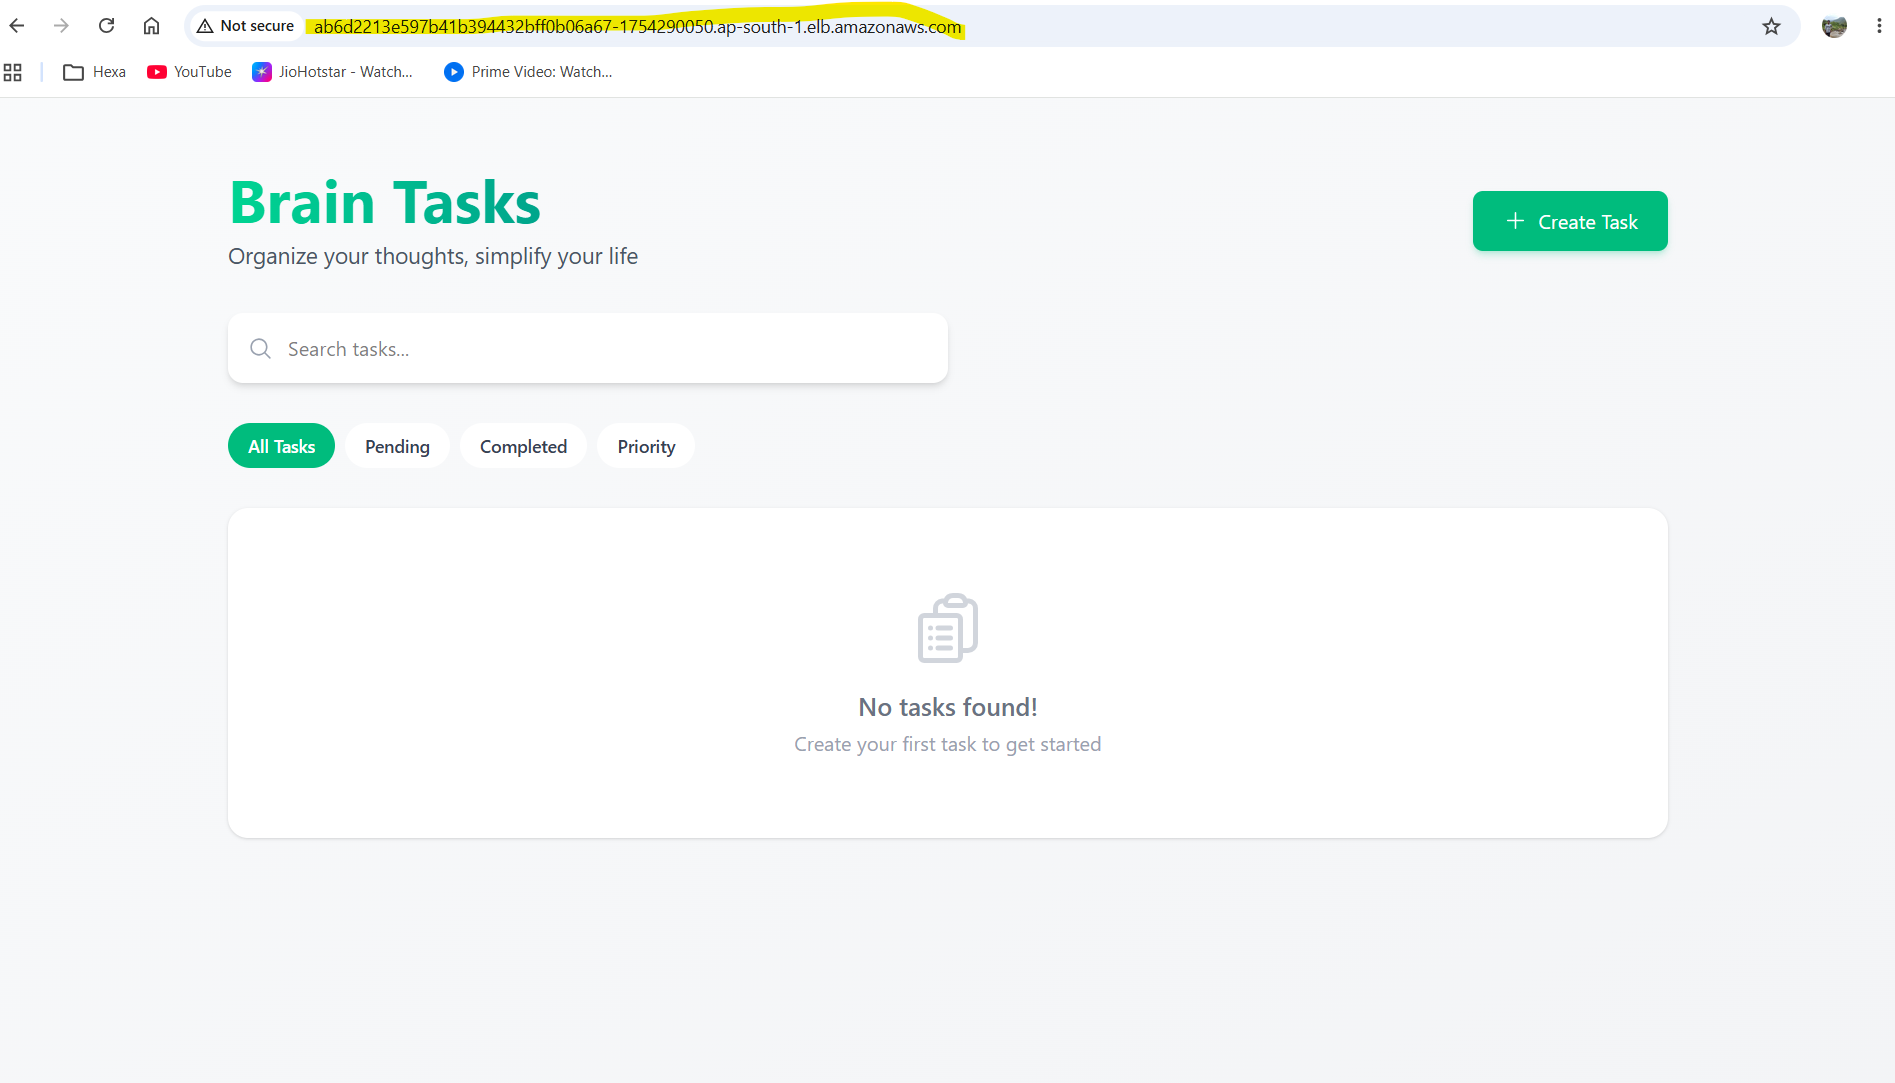 Not secure ab6d2213e597b41b394432bff0b06a67-1754290050.ap-south-1.elb.amazonaws.com
Hexa YouTube JioHotstar - Watch... Prime Video: Watch...
Brain Tasks
Organize your thoughts, simplify your life
Create Task
Search tasks...
All Tasks Pending Completed Priority
No tasks found!
Create your first task to get started